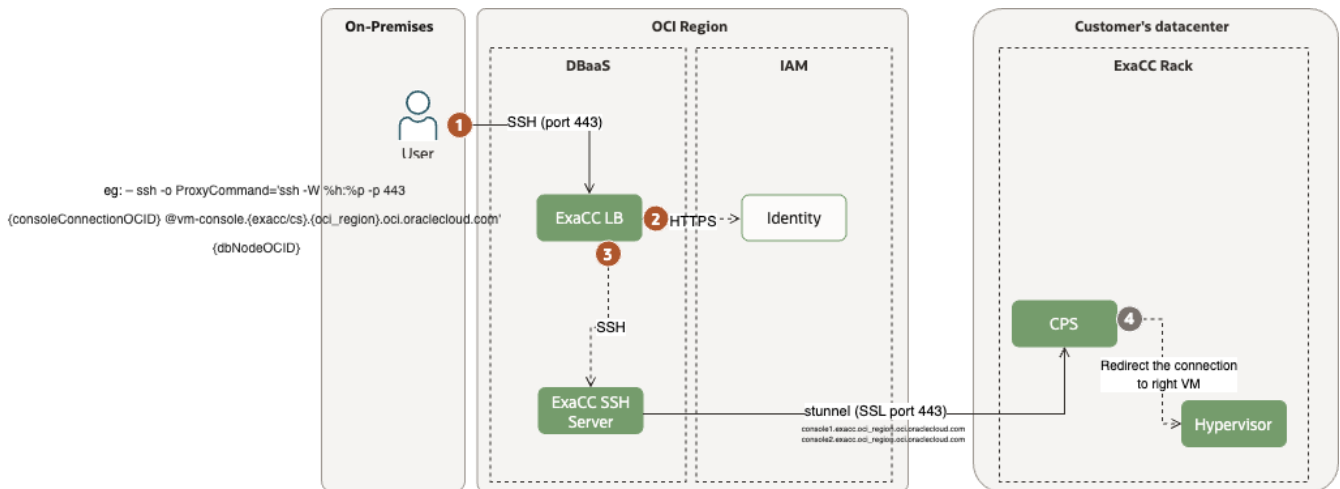 On-Premises
OCI Region
Customer's datacenter
DBaaS
IAM
ExaCC Rack
1
SSH (port 443)
User
eg: – ssh -o ProxyCommand='ssh -W %h:%p -p 443
{consoleConnectionOCID} @vm-console.{exacc/cs}.{oci_region}.oci.oraclecloud.com'
{dbNodeOCID}
ExaCC LB
2
HTTPS
Identity
3
SSH
CPS
4
Redirect the connection
to right VM
ExaCC SSH
Server
stunnel (SSL port 443)
console1.exacc.oci_region.oci.oraclecloud.com
console2.exacc.oci_region.oci.oraclecloud.com
Hypervisor